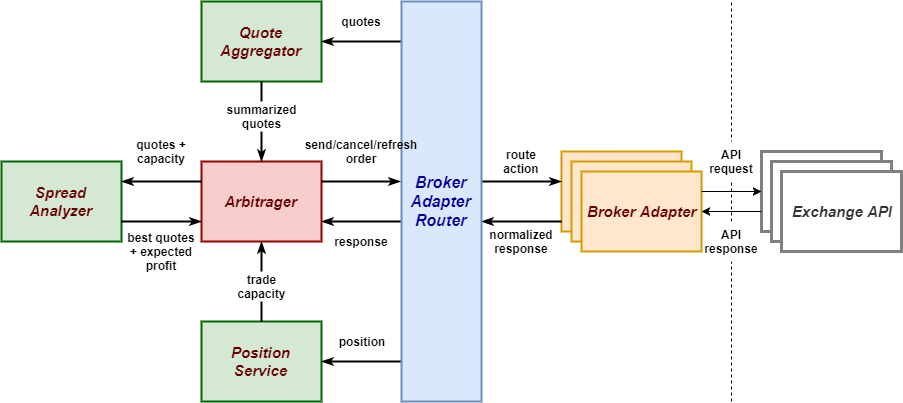 Quote
Aggregator
quotes
summarized
quotes
quotes +
capacity
send/cancel/refresh
order
Spread
Analyzer
Arbitrager
Broker
Adapter
Router
route
action
Broker Adapter
API
request
Exchange API
best quotes
+ expected
profit
response
normalized
response
API
response
trade
capacity
Position
Service
position